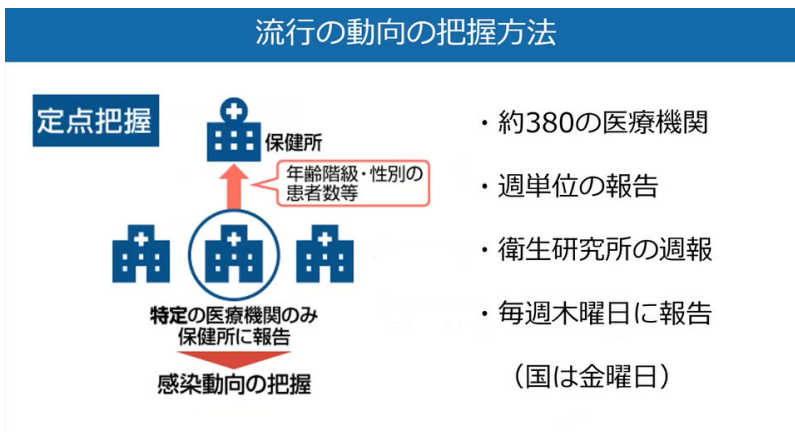 流行の動向の把握方法
定点把握
保健所
年齢階級・性別の
患者数等
特定の医療機関のみ
保健所に報告
感染動向の把握
・約380の医療機関
・週単位の報告
・衛生研究所の週報
・毎週木曜日に報告
（国は金曜日）